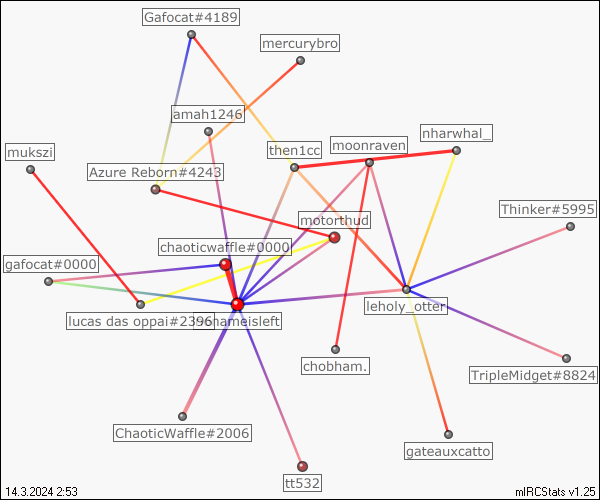 Gafocat#4189
mercurybro
amah1246
nharwhal_
moonraven
then1cc
mukszi
Azure Reborn#4243
Thinker#5995
motorthud
chaoticwaffle#0000
gafocat#0000
leholy_otter
lucas das oppai#2396
nameisleft
chobham.
TripleMidget#8824
ChaoticWaffle#2006
gateauxcatto
tt532
14.3.2024 2:53
mIRCStats v1.25